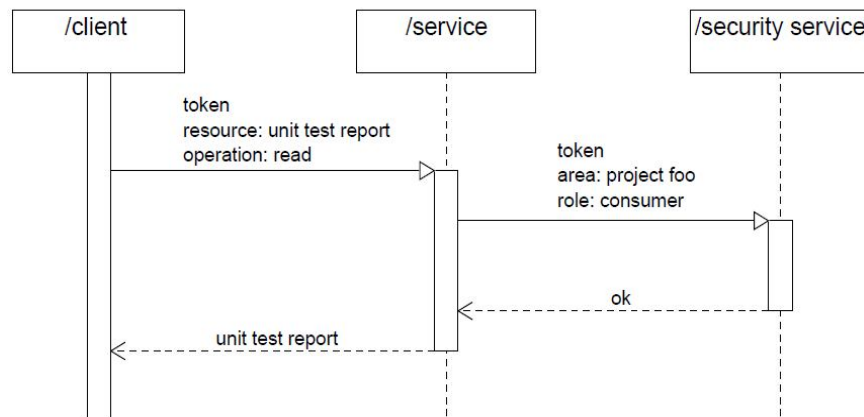 /client
/service
/security service
token
resource: unit test report
operation: read
token
area: project foo
role: consumer
ok
unit test report